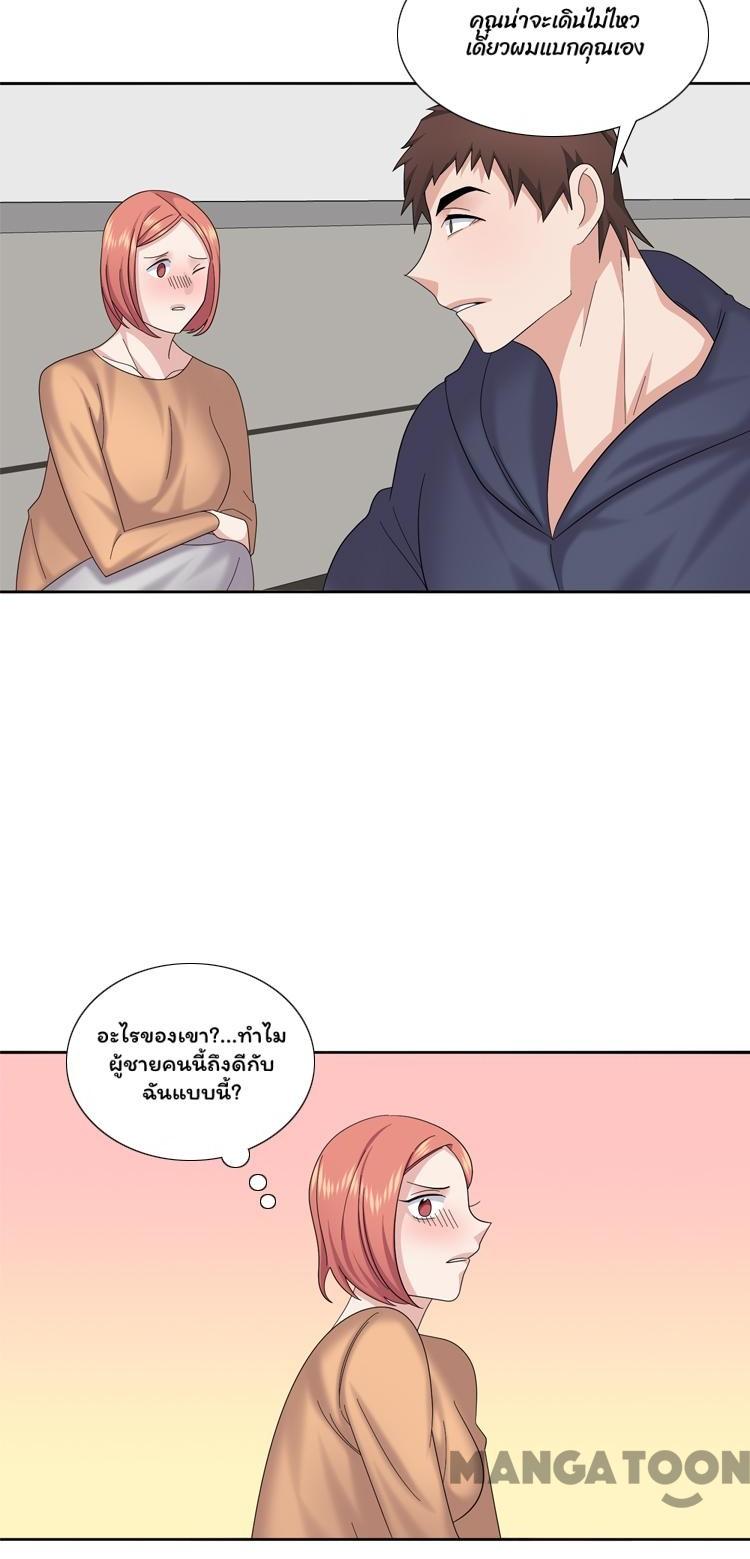 คุณน่าจะเดินไม่ไหว
เดี๋ยวผมแบกคุณเอง
อะไรของเขา?...ทำไม
ผู้ชายคนนี้ถึงดีกับ
ฉันแบบนี้?
MANGATOON